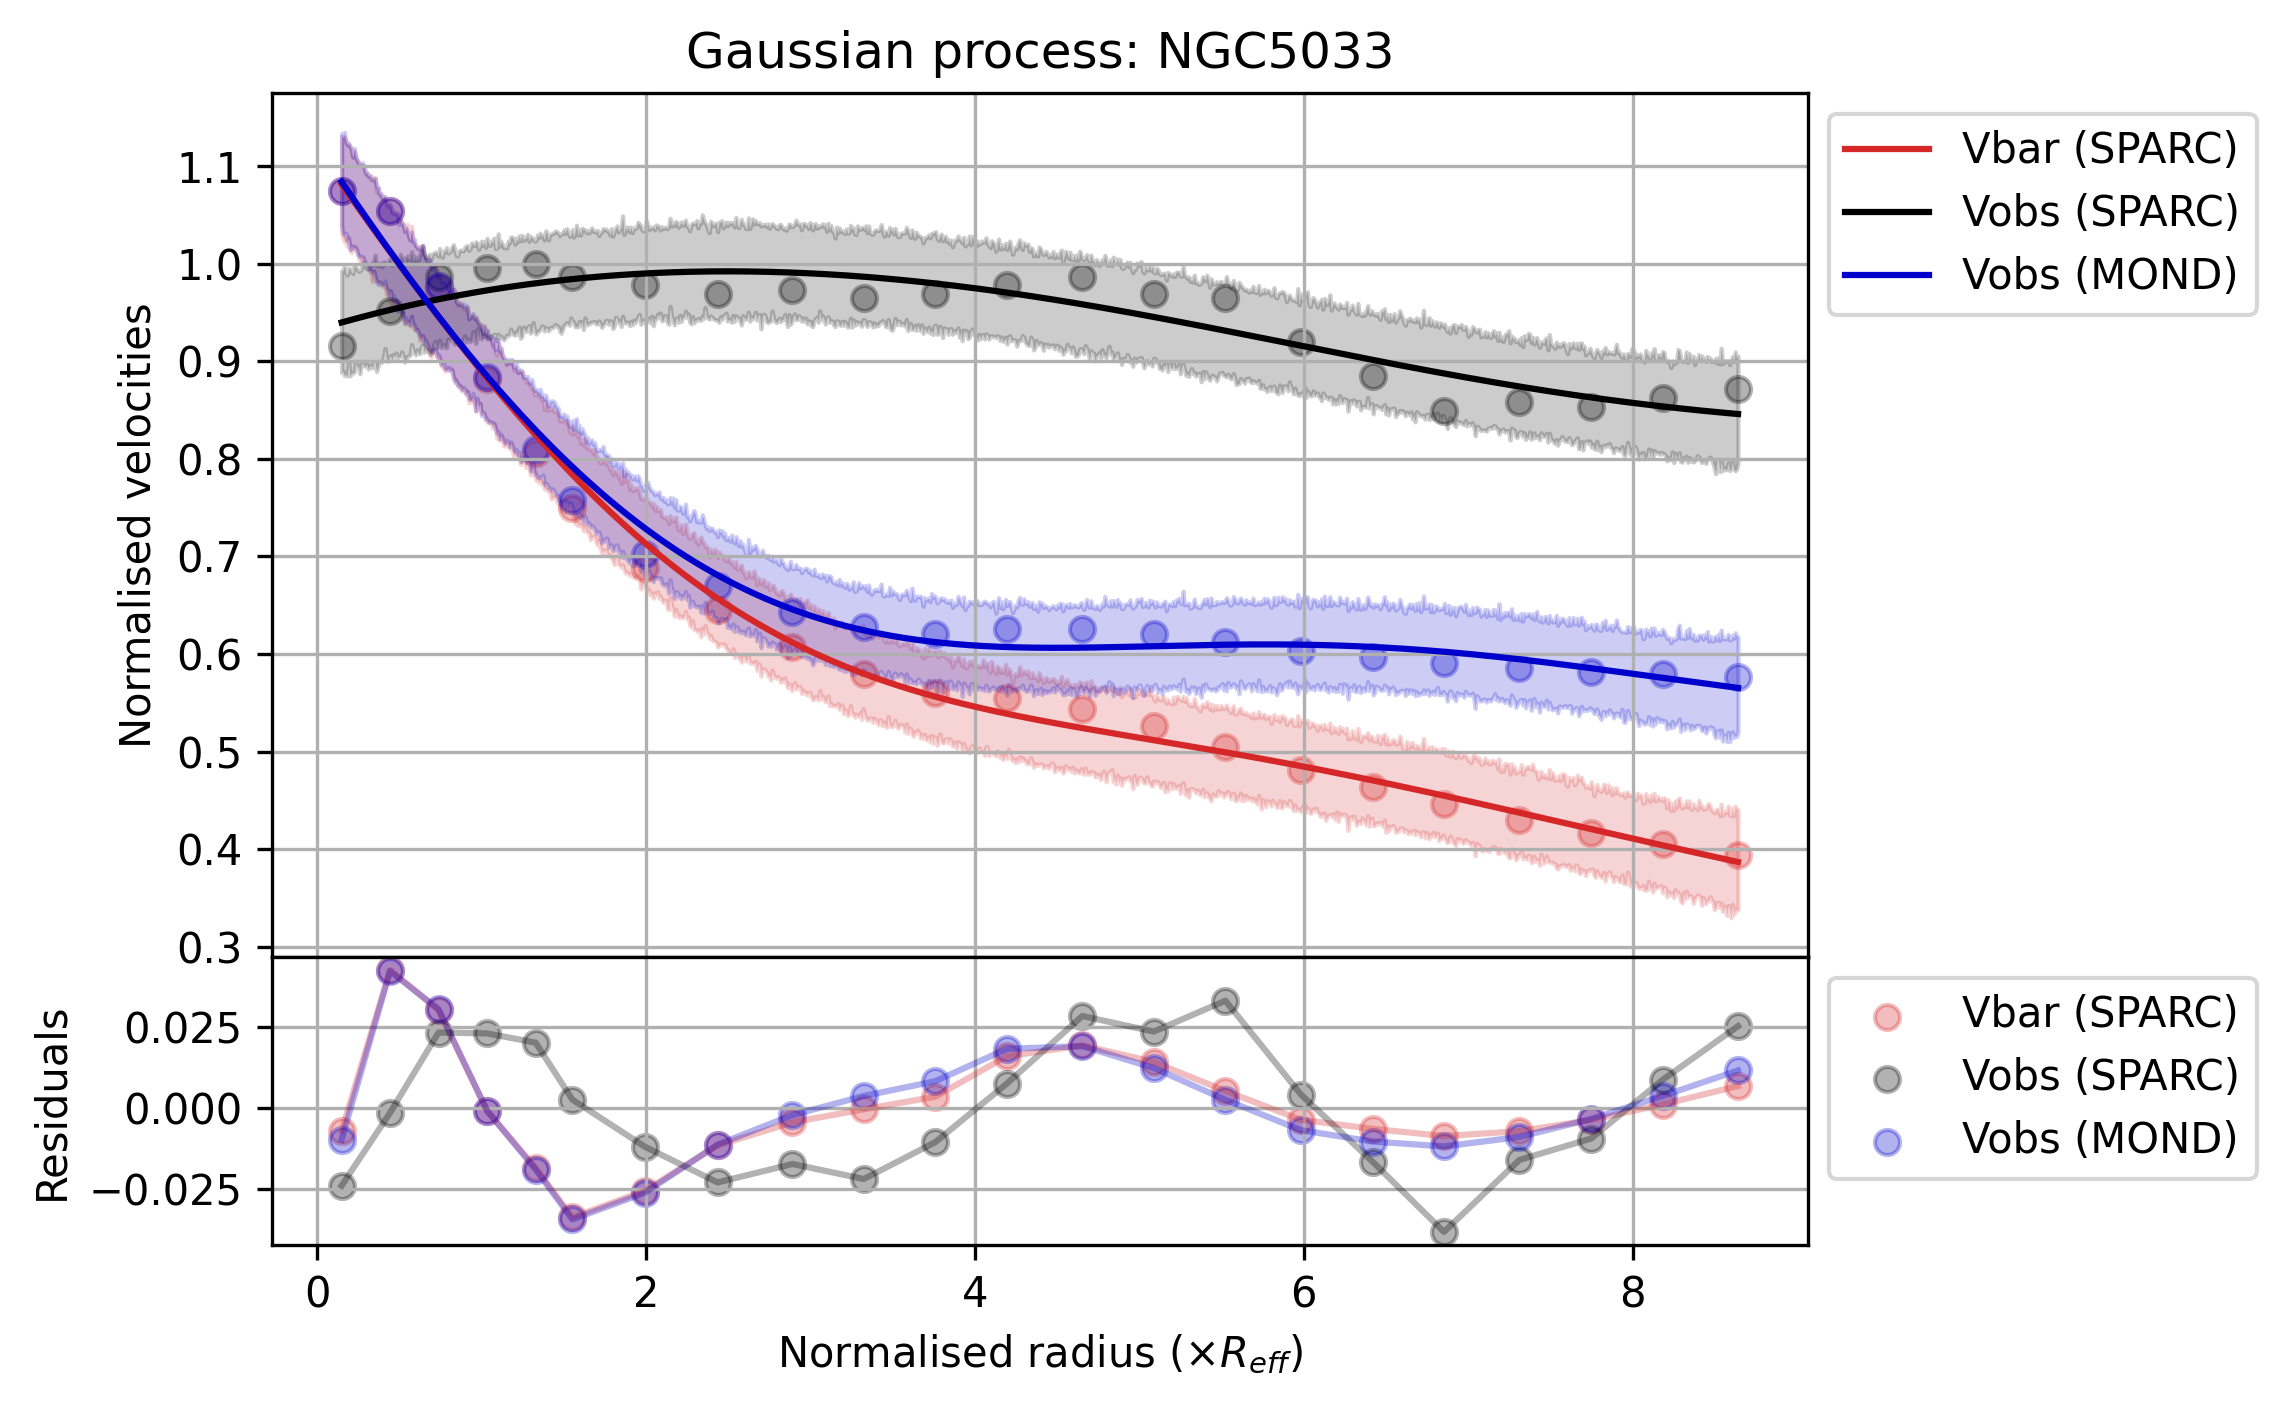 Gaussian process: NGC5033
Normalised velocities
1.1
1.0
0.9
0.8
0.7
0.6
0.5
0.4
0.3
Vbar (SPARC)
Vobs (SPARC)
Vobs (MOND)
Residuals
0.025
0.000
−0.025
Vbar (SPARC)
Vobs (SPARC)
Vobs (MOND)
0 2 4 6 8
Normalised radius (×R_eff)